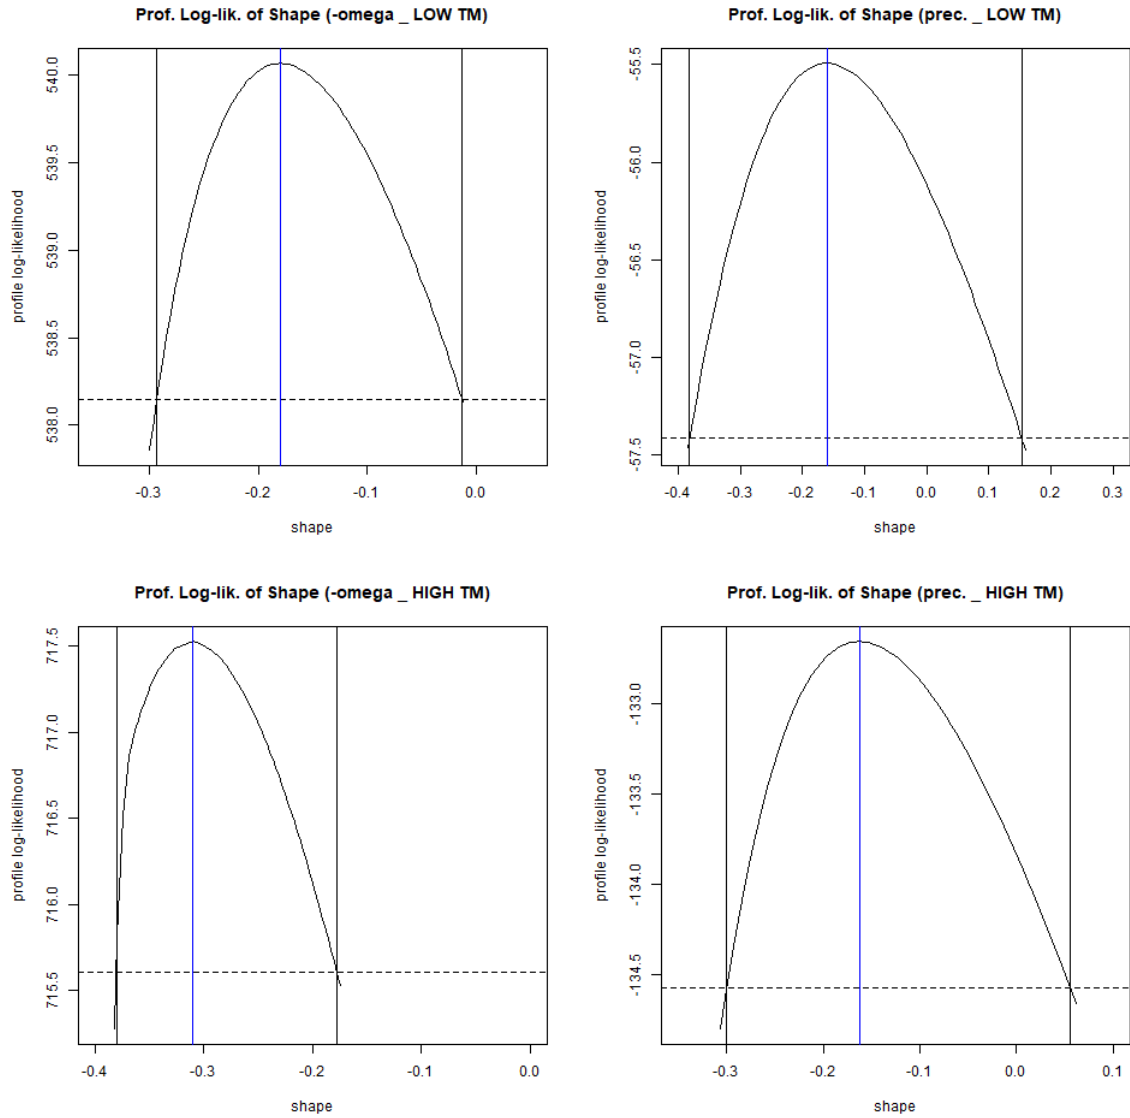 Prof. Log-lik. of Shape (-omega _ LOW TM)
profile log-likelihood
540.0
539.5
539.0
538.5
538.0
-0.3 -0.2 -0.1 0.0
shape
Prof. Log-lik. of Shape (prec. _ LOW TM)
profile log-likelihood
-55.5
-56.0
-56.5
-57.0
-57.5
-0.4 -0.3 -0.2 -0.1 0.0 0.1 0.2 0.3
shape
Prof. Log-lik. of Shape (-omega _ HIGH TM)
profile log-likelihood
717.5
717.0
716.5
716.0
715.5
-0.4 -0.3 -0.2 -0.1 0.0
shape
Prof. Log-lik. of Shape (prec. _ HIGH TM)
profile log-likelihood
-133.0
-133.5
-134.0
-134.5
-0.3 -0.2 -0.1 0.0 0.1
shape